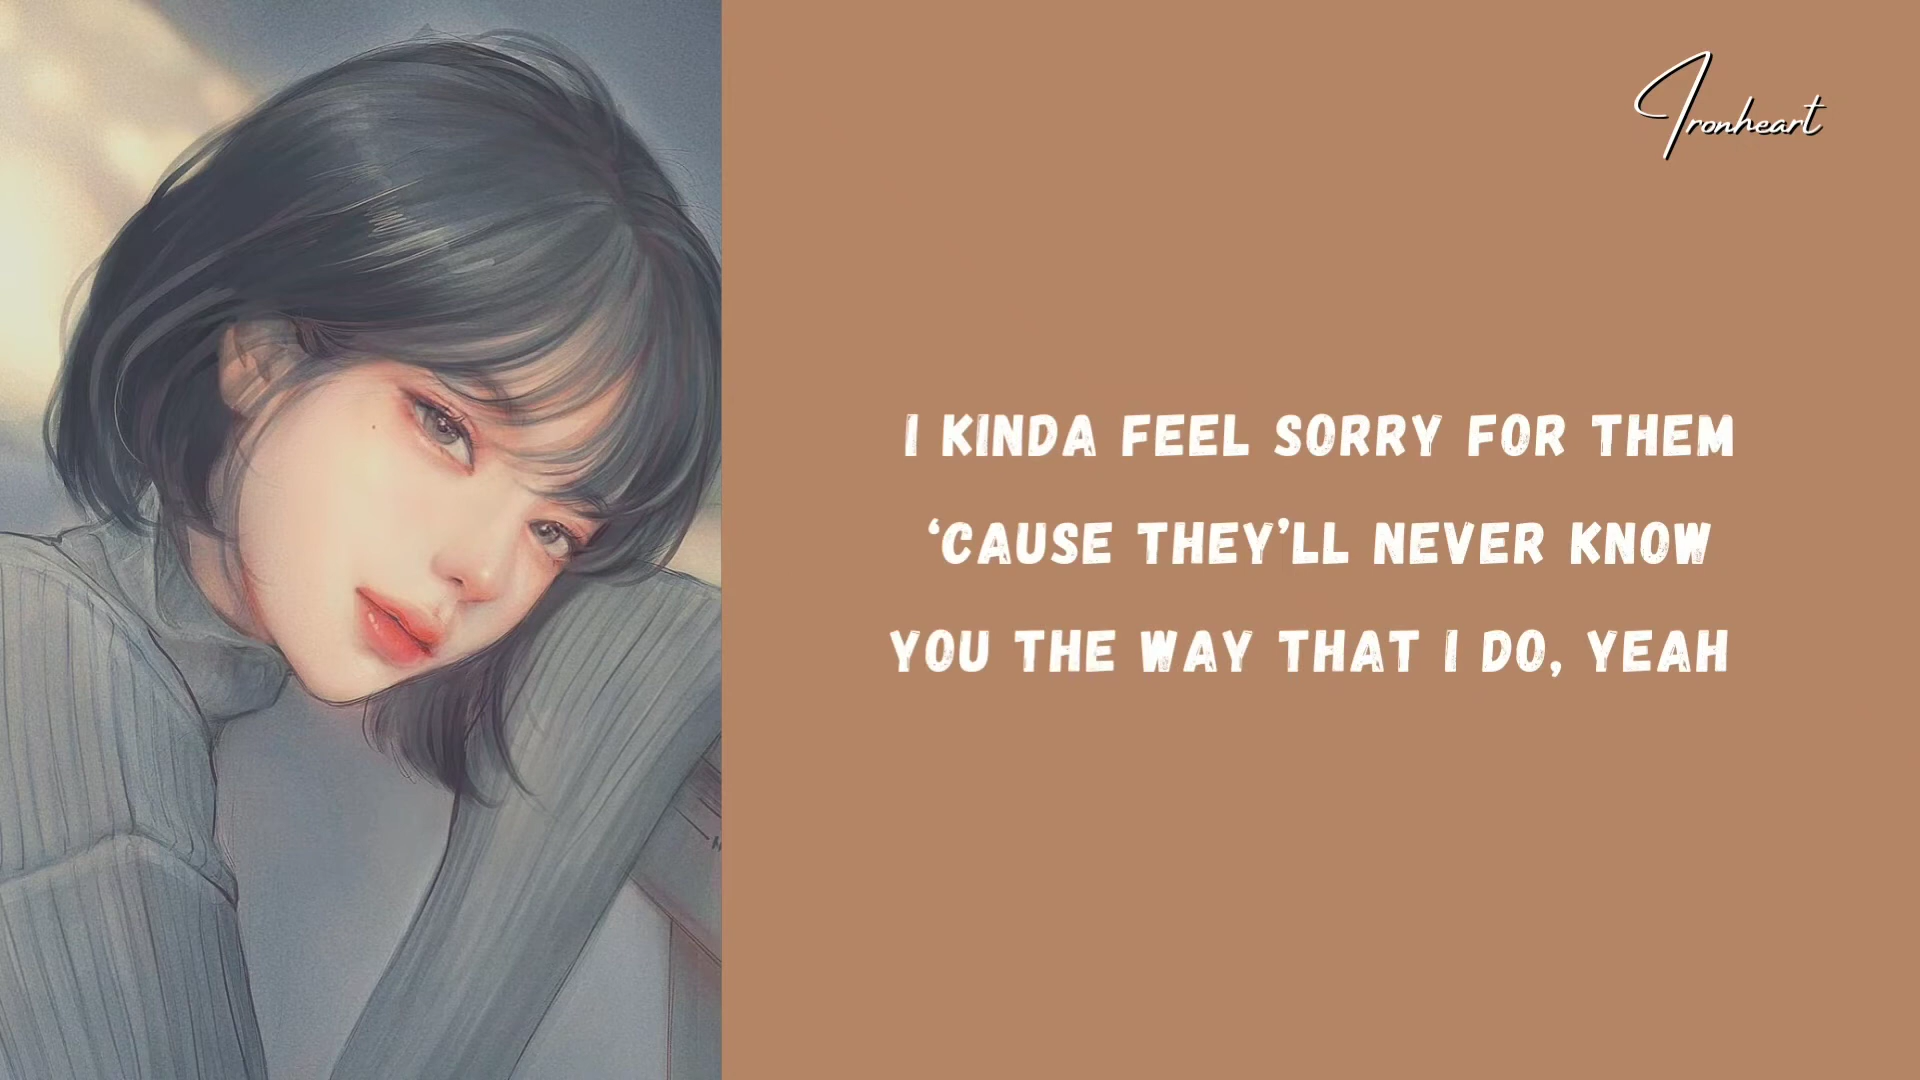 Ironheart
I KINDA FEEL SORRY FOR THEM
‘CAUSE THEY’LL NEVER KNOW
YOU THE WAY THAT I DO, YEAH